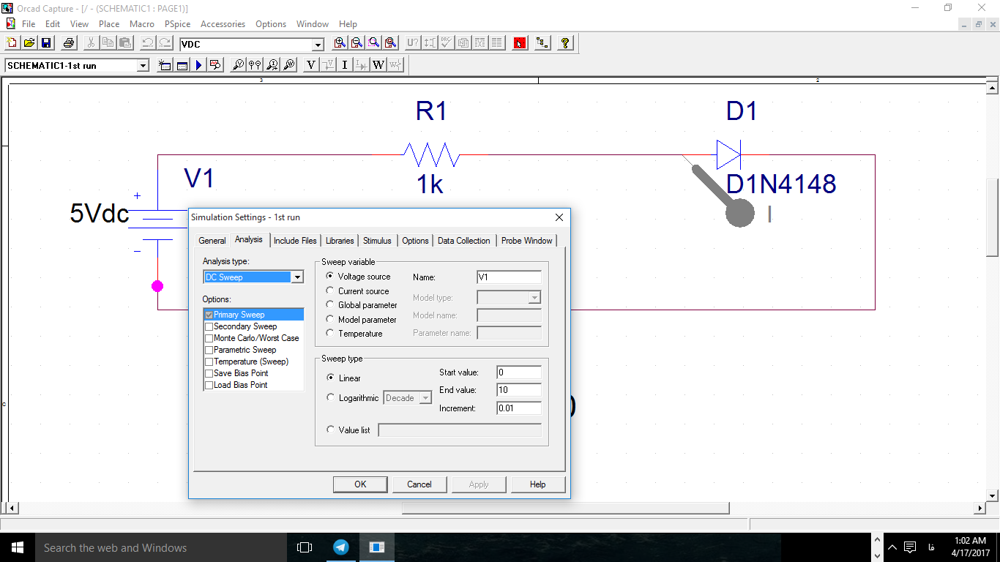 Orcad Capture - [/ - (SCHEMATIC1 : PAGE1)]
File Edit View Place Macro PSpice Accessories Options Window Help
VDC
U? DRC
SCHEMATIC1-1st run
V V I I W W
3 2
R1 D1
V1 1k D1N4148
+
5Vdc I
-
Simulation Settings - 1st run
General Analysis Include Files Libraries Stimulus Options Data Collection Probe Window
Analysis type:
DC Sweep
Options:
Primary Sweep
Secondary Sweep
Monte Carlo/Worst Case
Parametric Sweep
Temperature (Sweep)
Save Bias Point
Load Bias Point
Sweep variable
Voltage source Name: V1
Current source Model type:
Global parameter
Model parameter Model name:
Temperature Parameter name:
Sweep type
Linear Start value: 0
End value: 10
Logarithmic Decade Increment: 0.01
Value list
C
OK Cancel Apply Help
Search the web and Windows
فا
1:02 AM
4/17/2017